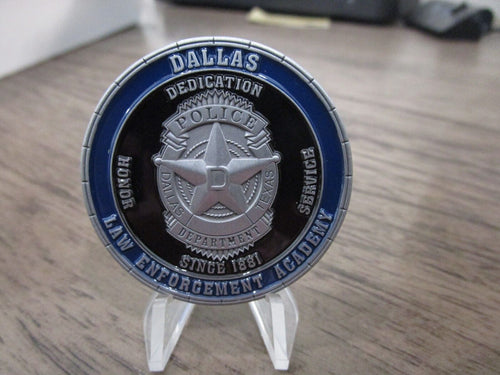 DALLAS
DEDICATION
POLICE
HONOR
SERVICE
D
DALLAS
TEXAS
DEPARTMENT
SINCE 1881
LAW ENFORCEMENT ACADEMY